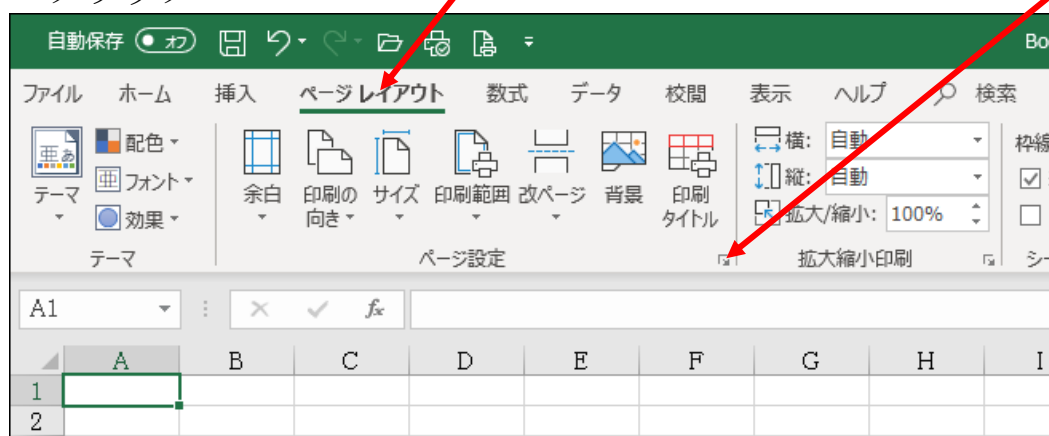 自動保存 オフ Bo
ファイル ホーム 挿入 ページ レイアウト 数式 データ 校閲 表示 ヘルプ 検索
亜あ 配色 横: 自動 枠線
亜 フォント 縦: 自動
テーマ 効果 余白 印刷の向き サイズ 印刷範囲 改ページ 背景 印刷タイトル 拡大/縮小: 100%
テーマ ページ設定 拡大縮小印刷 シー
A1 fx
A B C D E F G H I
1
2